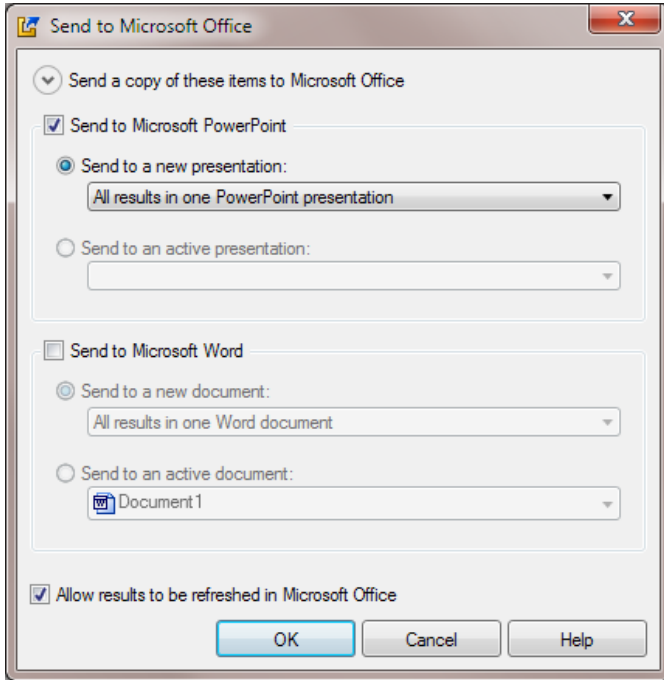 Send to Microsoft Office
Send a copy of these items to Microsoft Office
Send to Microsoft PowerPoint
Send to a new presentation:
All results in one PowerPoint presentation
Send to an active presentation:
Send to Microsoft Word
Send to a new document:
All results in one Word document
Send to an active document:
Document1
Allow results to be refreshed in Microsoft Office
OK Cancel Help